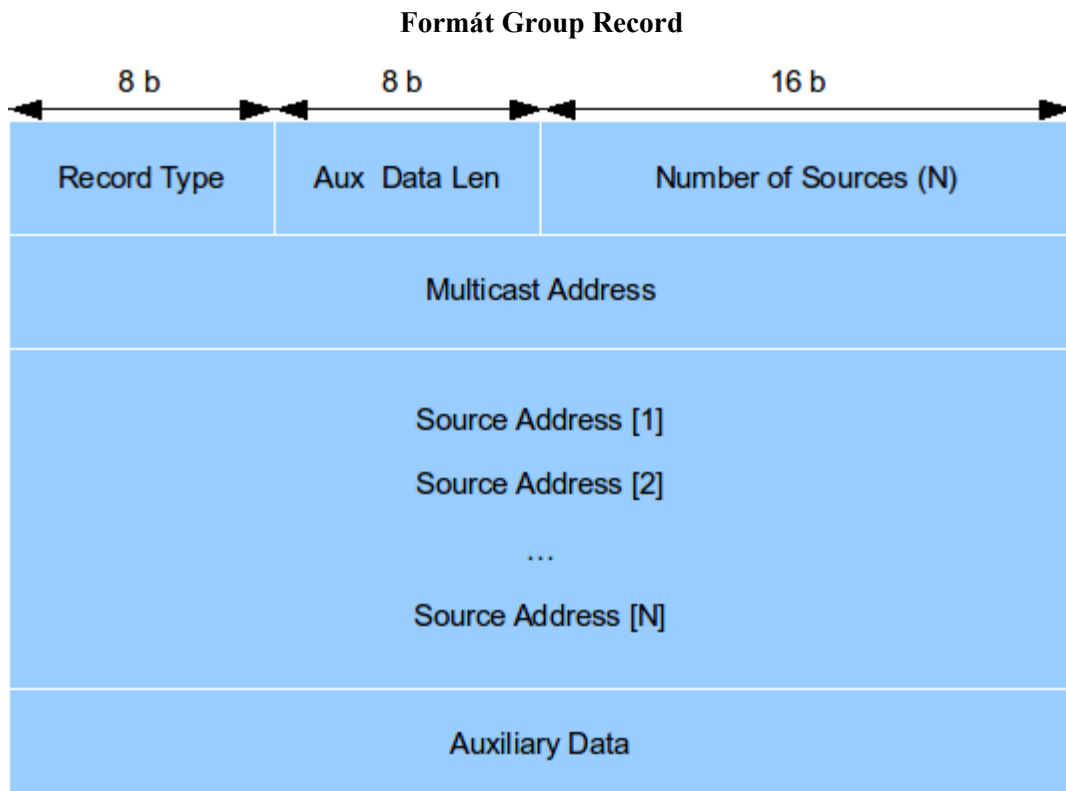 Formát Group Record
8 b 8 b 16 b
Record Type Aux Data Len Number of Sources (N)
Multicast Address
Source Address [1]
Source Address [2]
...
Source Address [N]
Auxiliary Data